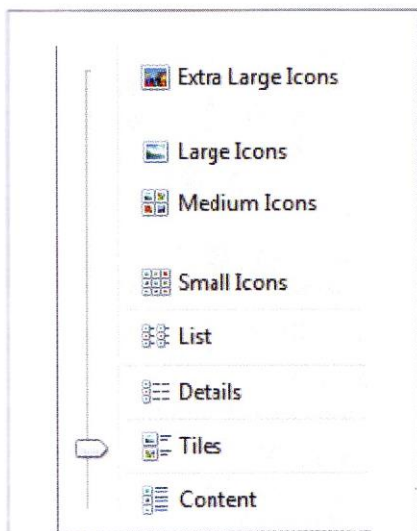 Extra Large Icons
Large Icons
Medium Icons
Small Icons
List
Details
Tiles
Content